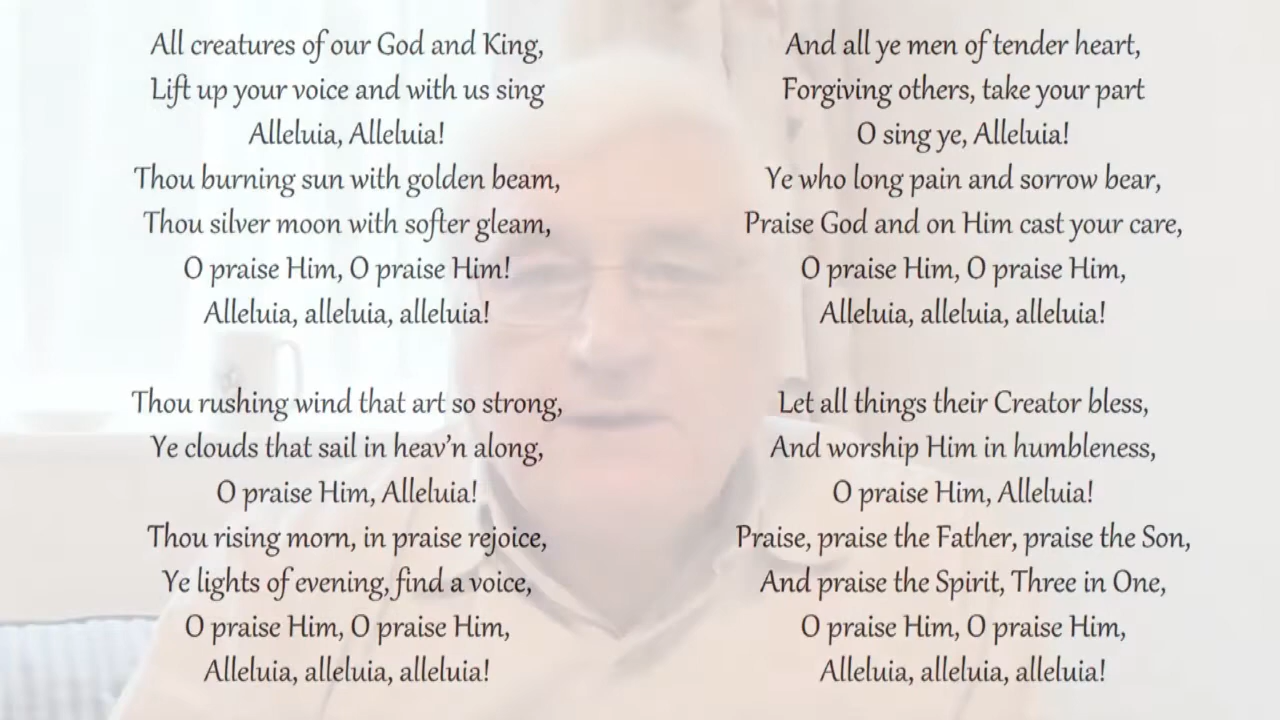 All creatures of our God and King,
Lift up your voice and with us sing
Alleluia, Alleluia!
Thou burning sun with golden beam,
Thou silver moon with softer gleam,
O praise Him, O praise Him!
Alleluia, alleluia, alleluia!
Thou rushing wind that art so strong,
Ye clouds that sail in heav’n along,
O praise Him, Alleluia!
Thou rising morn, in praise rejoice,
Ye lights of evening, find a voice,
O praise Him, O praise Him,
Alleluia, alleluia, alleluia!
And all ye men of tender heart,
Forgiving others, take your part
O sing ye, Alleluia!
Ye who long pain and sorrow bear,
Praise God and on Him cast your care,
O praise Him, O praise Him,
Alleluia, alleluia, alleluia!
Let all things their Creator bless,
And worship Him in humbleness,
O praise Him, Alleluia!
Praise, praise the Father, praise the Son,
And praise the Spirit, Three in One,
O praise Him, O praise Him,
Alleluia, alleluia, alleluia!